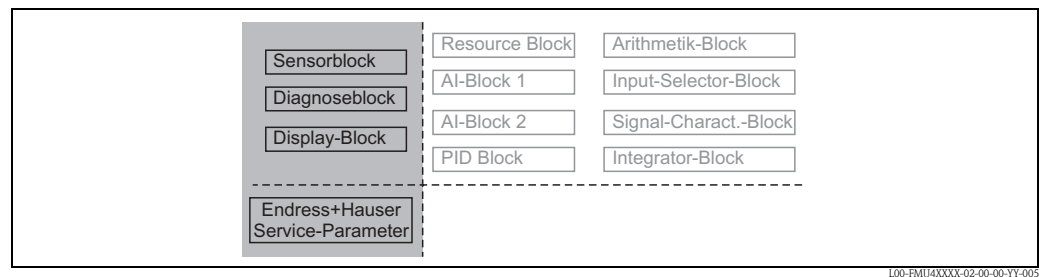 Sensorblock
Diagnoseblock
Display-Block
Endress+Hauser
Service-Parameter
Resource Block
AI-Block 1
AI-Block 2
PID Block
Arithmetik-Block
Input-Selector-Block
Signal-Charact.-Block
Integrator-Block
L00-FMU4XXXX-02-00-00-YY-005